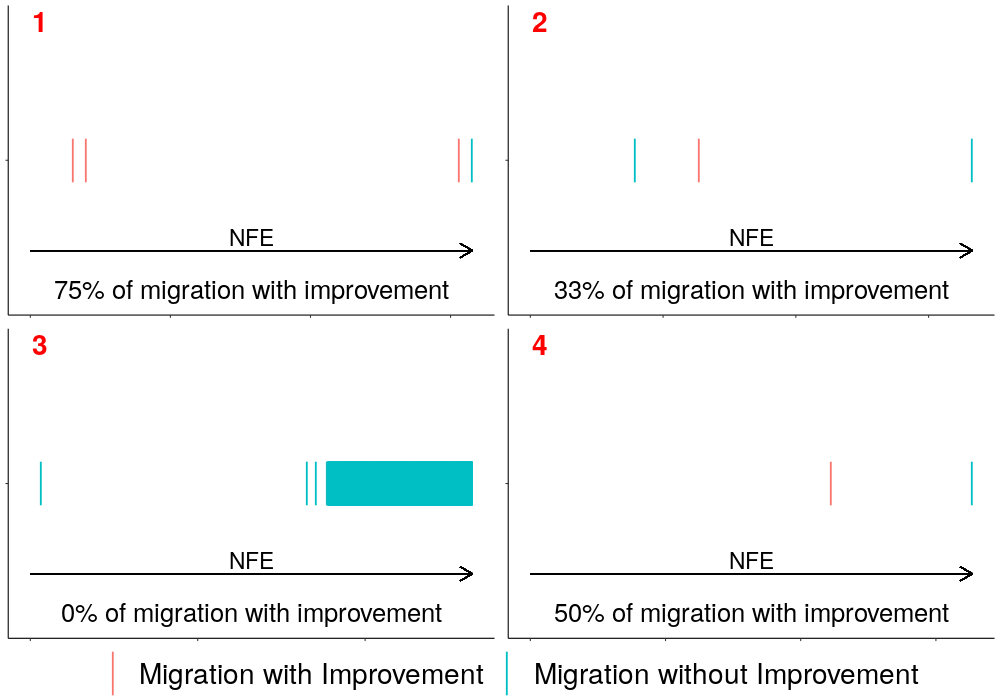 1
NFE
75% of migration with improvement
2
NFE
33% of migration with improvement
3
NFE
0% of migration with improvement
4
NFE
50% of migration with improvement
Migration with Improvement
Migration without Improvement